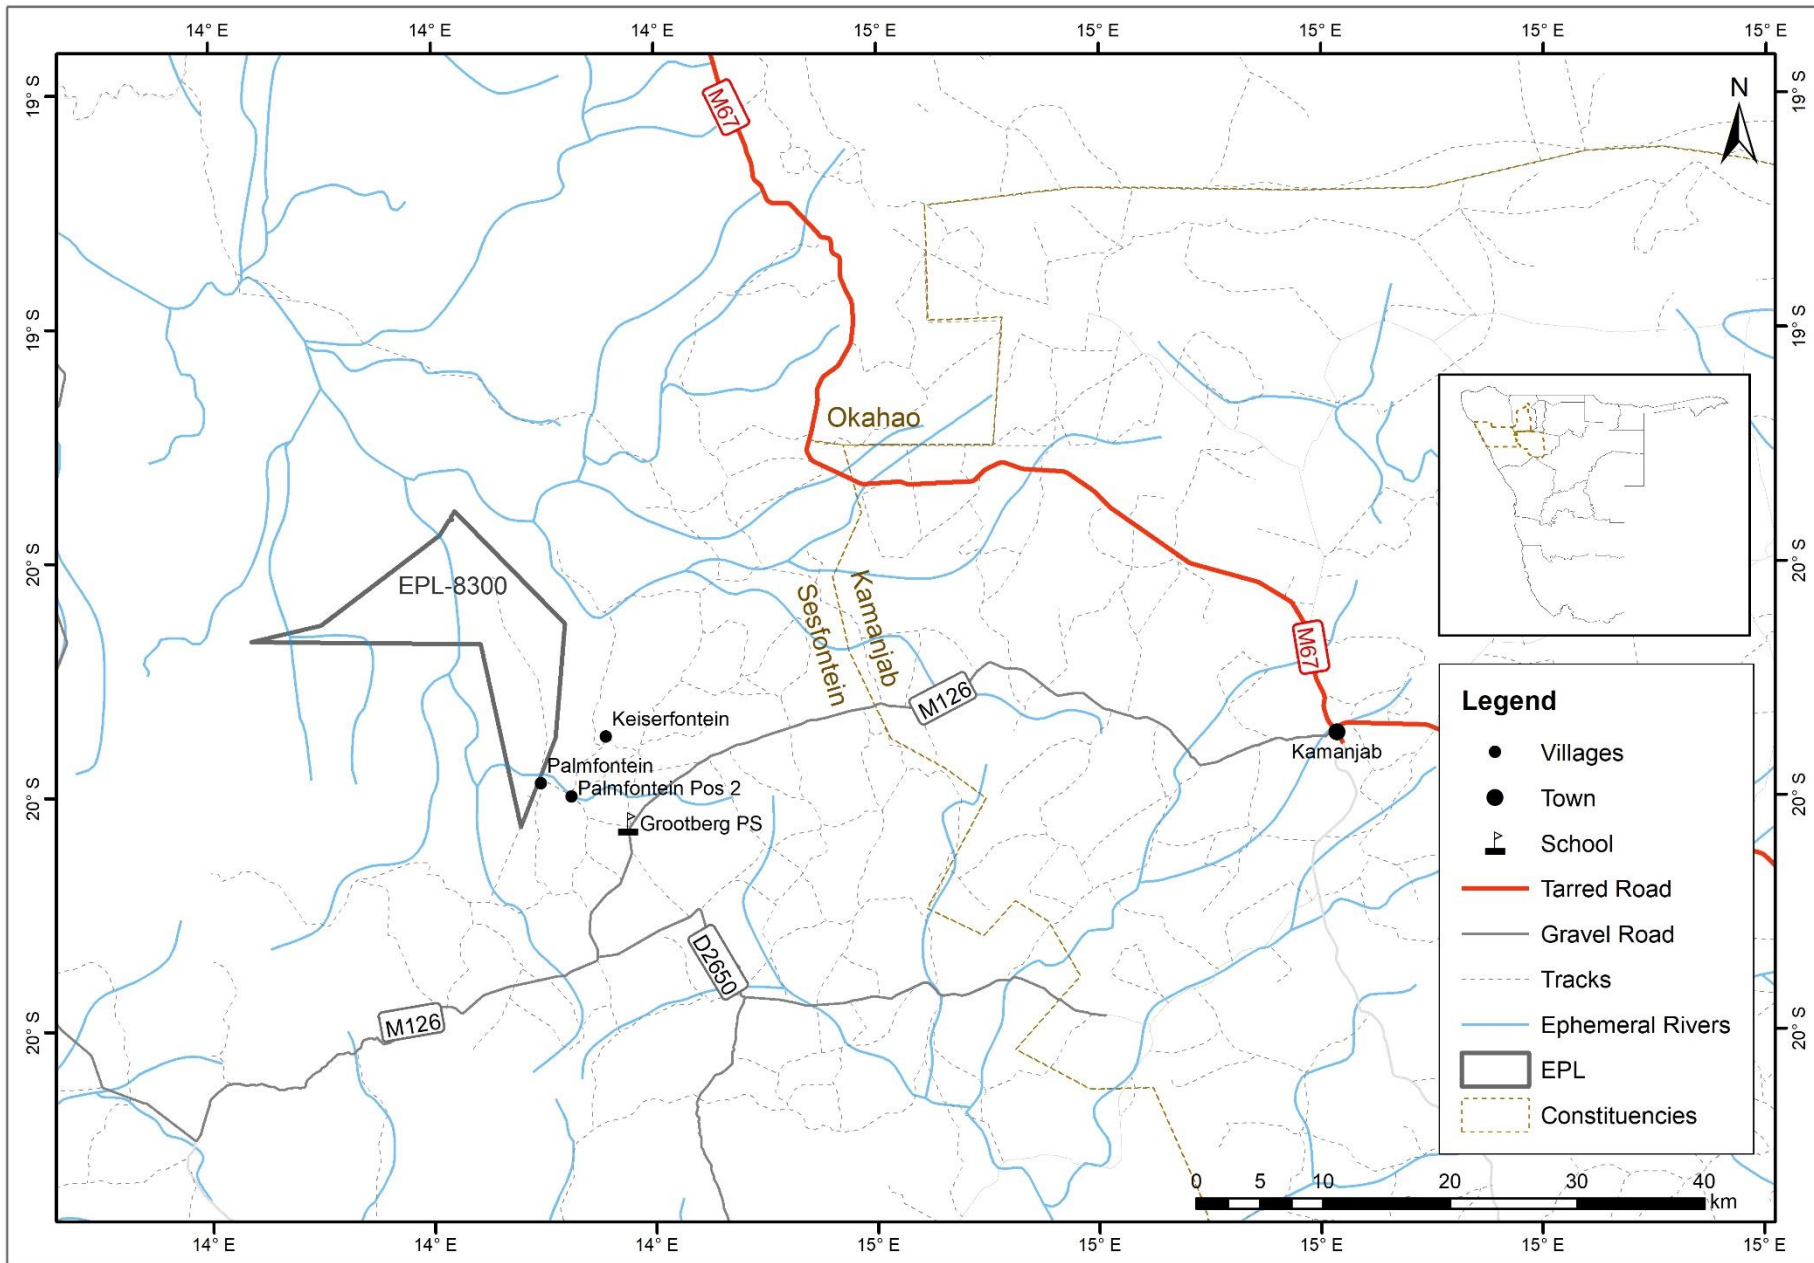 14° E 14° E 14° E 15° E 15° E 15° E 15° E 15° E
19° S
19° S
M67
N
19° S
19° S
Okahao
20° S
20° S
EPL-8300
Kamanjab
Sesfontein
M67
M126
Keiserfontein
Kamanjab
Palmfontein
Palmfontein Pos 2
20° S
20° S
Grootberg PS
D2650
M126
20° S
20° S
Legend
Villages
Town
School
Tarred Road
Gravel Road
Tracks
Ephemeral Rivers
EPL
Constituencies
0 5 10 20 30 40
km
14° E 14° E 14° E 15° E 15° E 15° E 15° E 15° E